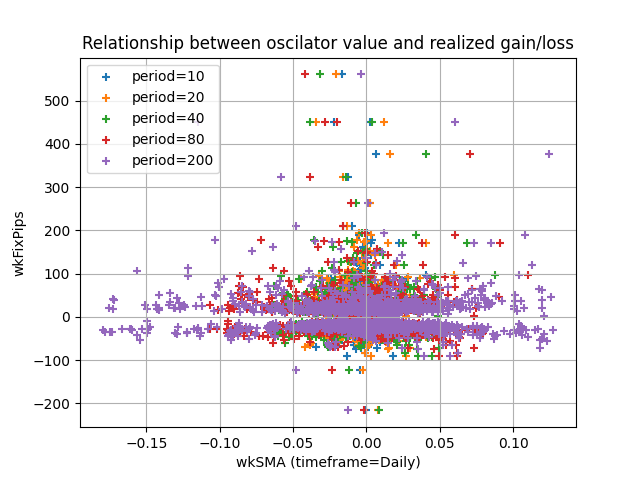 Relationship between oscilator value and realized gain/loss
period=10
period=20
period=40
period=80
period=200
wkFixPips
500
400
300
200
100
0
−100
−200
−0.15
−0.10
−0.05
0.00
0.05
0.10
wkSMA (timeframe=Daily)